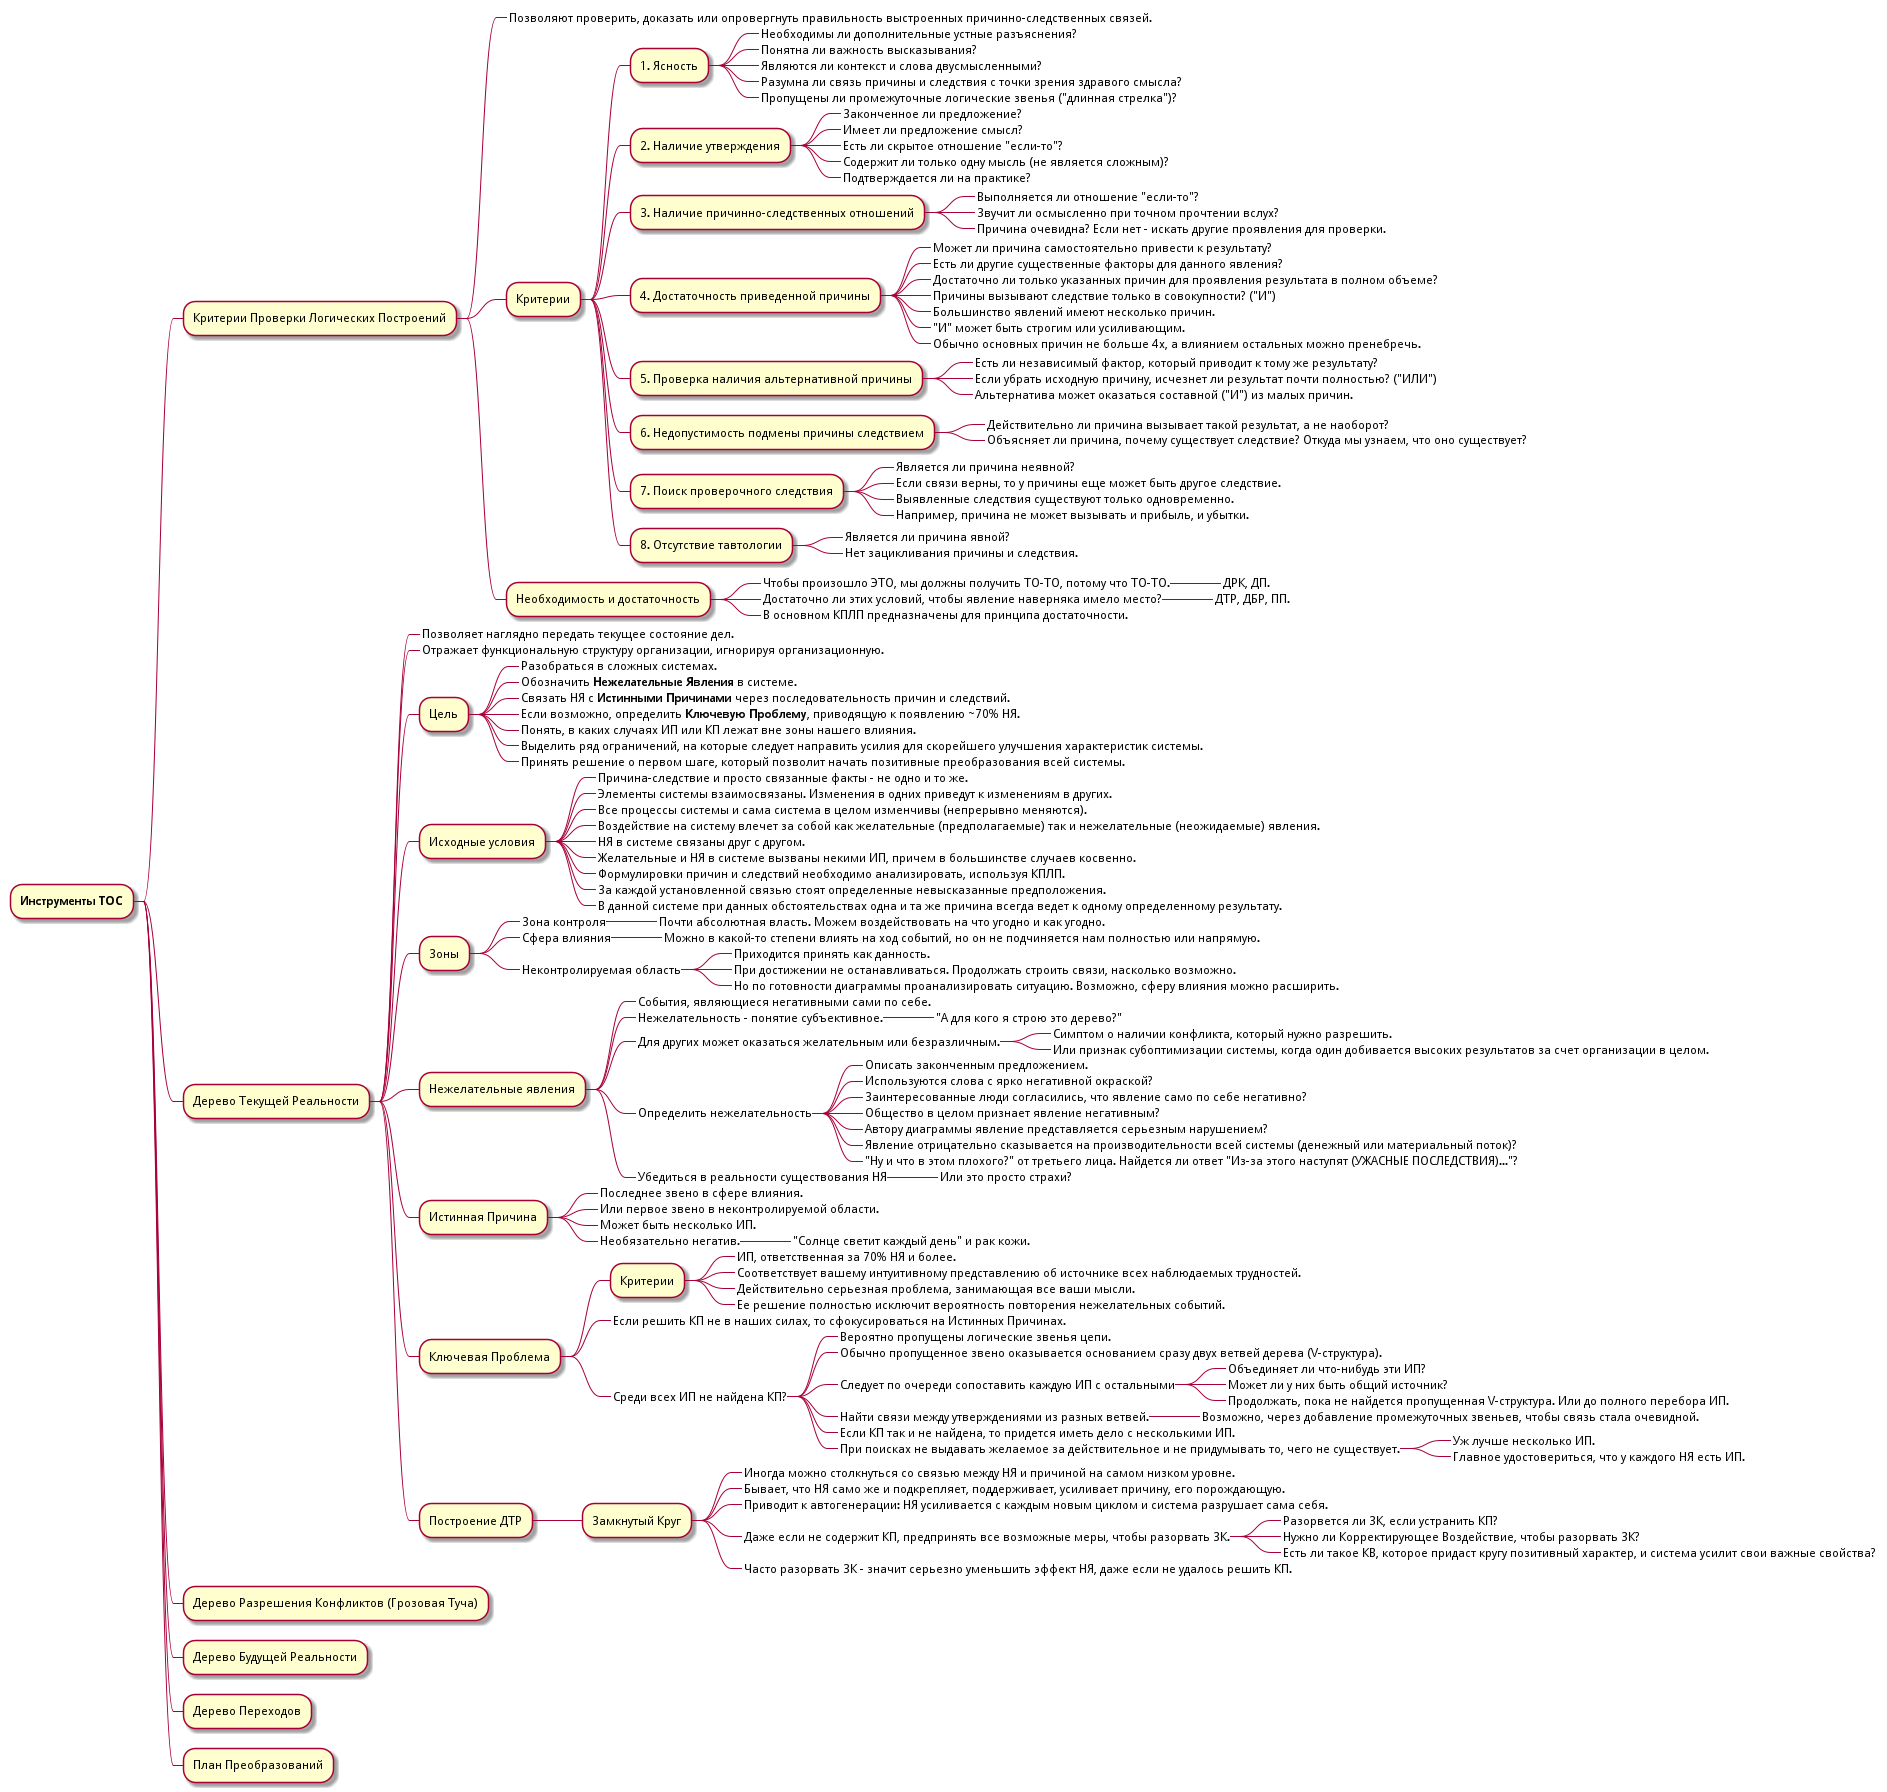 Инструменты ТОС
Критерии Проверки Логических Построений
Позволяют проверить, доказать или опровергнуть правильность выстроенных причинно-следственных связей.
Критерии
1. Ясность
Необходимы ли дополнительные устные разъяснения?
Понятна ли важность высказывания?
Являются ли контекст и слова двусмысленными?
Разумна ли связь причины и следствия с точки зрения здравого смысла?
Пропущены ли промежуточные логические звенья ("длинная стрелка")?
2. Наличие утверждения
Законченное ли предложение?
Имеет ли предложение смысл?
Есть ли скрытое отношение "если-то"?
Содержит ли только одну мысль (не является сложным)?
Подтверждается ли на практике?
3. Наличие причинно-следственных отношений
Выполняется ли отношение "если-то"?
Звучит ли осмысленно при точном прочтении вслух?
Причина очевидна? Если нет - искать другие проявления для проверки.
4. Достаточность приведенной причины
Может ли причина самостоятельно привести к результату?
Есть ли другие существенные факторы для данного явления?
Достаточно ли только указанных причин для проявления результата в полном объеме?
Причины вызывают следствие только в совокупности? ("И")
Большинство явлений имеют несколько причин.
"И" может быть строгим или усиливающим.
Обычно основных причин не больше 4х, а влиянием остальных можно пренебречь.
5. Проверка наличия альтернативной причины
Есть ли независимый фактор, который приводит к тому же результату?
Если убрать исходную причину, исчезнет ли результат почти полностью? ("ИЛИ")
Альтернатива может оказаться составной ("И") из малых причин.
6. Недопустимость подмены причины следствием
Действительно ли причина вызывает такой результат, а не наоборот?
Объясняет ли причина, почему существует следствие? Откуда мы узнаем, что оно существует?
7. Поиск проверочного следствия
Является ли причина неявной?
Если связи верны, то у причины еще может быть другое следствие.
Выявленные следствия существуют только одновременно.
Например, причина не может вызывать и прибыль, и убытки.
8. Отсутствие тавтологии
Является ли причина явной?
Нет зацикливания причины и следствия.
Необходимость и достаточность
Чтобы произошло ЭТО, мы должны получить ТО-ТО, потому что ТО-ТО.
ДРК, ДП.
Достаточно ли этих условий, чтобы явление наверняка имело место?
ДТР, ДБР, ПП.
В основном КПЛП предназначены для принципа достаточности.
Дерево Текущей Реальности
Позволяет наглядно передать текущее состояние дел.
Отражает функциональную структуру организации, игнорируя организационную.
Цель
Разобраться в сложных системах.
Обозначить Нежелательные Явления в системе.
Связать НЯ с Истинными Причинами через последовательность причин и следствий.
Если возможно, определить Ключевую Проблему, приводящую к появлению ~70% НЯ.
Понять, в каких случаях ИП или КП лежат вне зоны нашего влияния.
Выделить ряд ограничений, на которые следует направить усилия для скорейшего улучшения характеристик системы.
Принять решение о первом шаге, который позволит начать позитивные преобразования всей системы.
Исходные условия
Причина-следствие и просто связанные факты - не одно и то же.
Элементы системы взаимосвязаны. Изменения в одних приведут к изменениям в других.
Все процессы системы и сама система в целом изменчивы (непрерывно меняются).
Воздействие на систему влечет за собой как желательные (предполагаемые) так и нежелательные (неожидаемые) явления.
НЯ в системе связаны друг с другом.
Желательные и НЯ в системе вызваны некими ИП, причем в большинстве случаев косвенно.
Формулировки причин и следствий необходимо анализировать, используя КПЛП.
За каждой установленной связью стоят определенные невысказанные предположения.
В данной системе при данных обстоятельствах одна и та же причина всегда ведет к одному определенному результату.
Зоны
Зона контроля
Почти абсолютная власть. Можем воздействовать на что угодно и как угодно.
Сфера влияния
Можно в какой-то степени влиять на ход событий, но он не подчиняется нам полностью или напрямую.
Неконтролируемая область
Приходится принять как данность.
При достижении не останавливаться. Продолжать строить связи, насколько возможно.
Но по готовности диаграммы проанализировать ситуацию. Возможно, сферу влияния можно расширить.
Нежелательные явления
События, являющиеся негативными сами по себе.
Нежелательность - понятие субъективное.
"А для кого я строю это дерево?"
Для других может оказаться желательным или безразличным.
Симптом о наличии конфликта, который нужно разрешить.
Или признак субоптимизации системы, когда один добивается высоких результатов за счет организации в целом.
Определить нежелательность
Описать законченным предложением.
Используются слова с ярко негативной окраской?
Заинтересованные люди согласились, что явление само по себе негативно?
Общество в целом признает явление негативным?
Автору диаграммы явление представляется серьезным нарушением?
Явление отрицательно сказывается на производительности всей системы (денежный или материальный поток)?
"Ну и что в этом плохого?" от третьего лица. Найдется ли ответ "Из-за этого наступят (УЖАСНЫЕ ПОСЛЕДСТВИЯ)..."?
Убедиться в реальности существования НЯ
Или это просто страхи?
Истинная Причина
Последнее звено в сфере влияния.
Или первое звено в неконтролируемой области.
Может быть несколько ИП.
Необязательно негатив.
"Солнце светит каждый день" и рак кожи.
Ключевая Проблема
Критерии
ИП, ответственная за 70% НЯ и более.
Соответствует вашему интуитивному представлению об источнике всех наблюдаемых трудностей.
Действительно серьезная проблема, занимающая все ваши мысли.
Ее решение полностью исключит вероятность повторения нежелательных событий.
Если решить КП не в наших силах, то сфокусироваться на Истинных Причинах.
Среди всех ИП не найдена КП?
Вероятно пропущены логические звенья цепи.
Обычно пропущенное звено оказывается основанием сразу двух ветвей дерева (V-структура).
Следует по очереди сопоставить каждую ИП с остальными
Объединяет ли что-нибудь эти ИП?
Может ли у них быть общий источник?
Продолжать, пока не найдется пропущенная V-структура. Или до полного перебора ИП.
Найти связи между утверждениями из разных ветвей.
Возможно, через добавление промежуточных звеньев, чтобы связь стала очевидной.
Если КП так и не найдена, то придется иметь дело с несколькими ИП.
При поисках не выдавать желаемое за действительное и не придумывать то, чего не существует.
Уж лучше несколько ИП.
Главное удостовериться, что у каждого НЯ есть ИП.
Построение ДТР
Замкнутый Круг
Иногда можно столкнуться со связью между НЯ и причиной на самом низком уровне.
Бывает, что НЯ само же и подкрепляет, поддерживает, усиливает причину, его порождающую.
Приводит к автогенерации: НЯ усиливается с каждым новым циклом и система разрушает сама себя.
Даже если не содержит КП, предпринять все возможные меры, чтобы разорвать ЗК.
Разорвется ли ЗК, если устранить КП?
Нужно ли Корректирующее Воздействие, чтобы разорвать ЗК?
Есть ли такое КВ, которое придаст кругу позитивный характер, и система усилит свои важные свойства?
Часто разорвать ЗК - значит серьезно уменьшить эффект НЯ, даже если не удалось решить КП.
Дерево Разрешения Конфликтов (Грозовая Туча)
Дерево Будущей Реальности
Дерево Переходов
План Преобразований